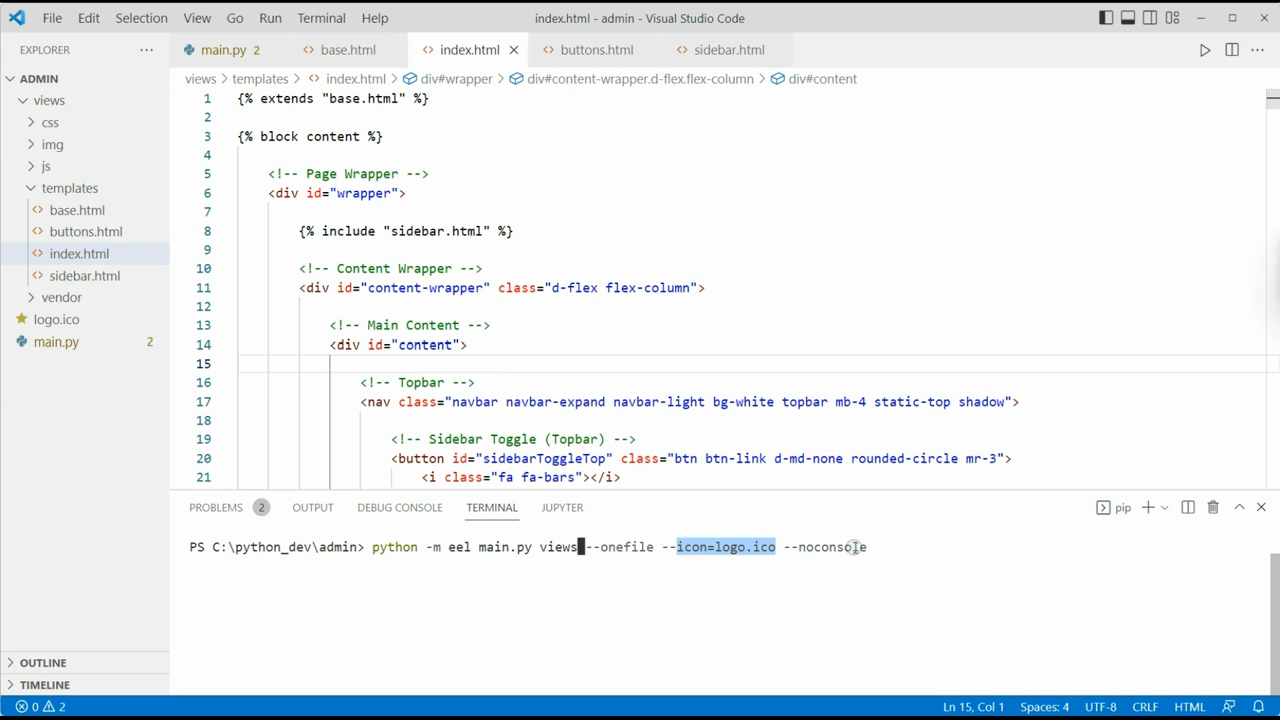 File Edit Selection View Go Run Terminal Help index.html - admin - Visual Studio Code
EXPLORER
main.py 2 base.html index.html buttons.html sidebar.html
ADMIN
views
css
img
js
templates
base.html
buttons.html
index.html
sidebar.html
vendor
logo.ico
main.py 2
OUTLINE
TIMELINE
views > templates > index.html > div#wrapper > div#content-wrapper.d-flex.flex-column > div#content
1 {% extends "base.html" %}
2
3 {% block content %}
4
5 <!-- Page Wrapper -->
6 <div id="wrapper">
7
8 {% include "sidebar.html" %}
9
10 <!-- Content Wrapper -->
11 <div id="content-wrapper" class="d-flex flex-column">
12
13 <!-- Main Content -->
14 <div id="content">
15
16 <!-- Topbar -->
17 <nav class="navbar navbar-expand navbar-light bg-white topbar mb-4 static-top shadow">
18
19 <!-- Sidebar Toggle (Topbar) -->
20 <button id="sidebarToggleTop" class="btn btn-link d-md-none rounded-circle mr-3">
21 <i class="fa fa-bars"></i>
PROBLEMS 2 OUTPUT DEBUG CONSOLE TERMINAL JUPYTER pip
PS C:\python_dev\admin> python -m eel main.py views --onefile --icon=logo.ico --noconsole
0 2 Ln 15, Col 1 Spaces: 4 UTF-8 CRLF HTML